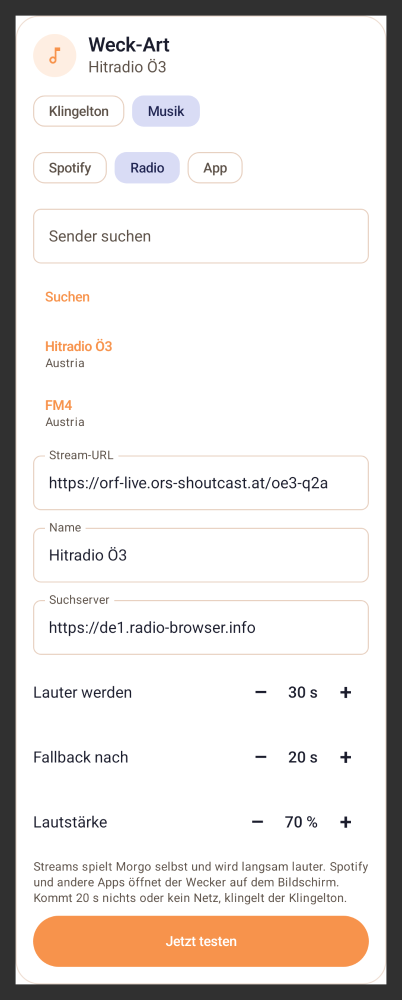 Weck-Art
Hitradio Ö3
Klingelton Musik
Spotify Radio App
Sender suchen
Suchen
Hitradio Ö3
Austria
FM4
Austria
Stream-URL
https://orf-live.ors-shoutcast.at/oe3-q2a
Name
Hitradio Ö3
Suchserver
https://de1.radio-browser.info
Lauter werden − 30 s +
Fallback nach − 20 s +
Lautstärke − 70 % +
Streams spielt Morgo selbst und wird langsam lauter. Spotify
und andere Apps öffnet der Wecker auf dem Bildschirm.
Kommt 20 s nichts oder kein Netz, klingelt der Klingelton.
Jetzt testen